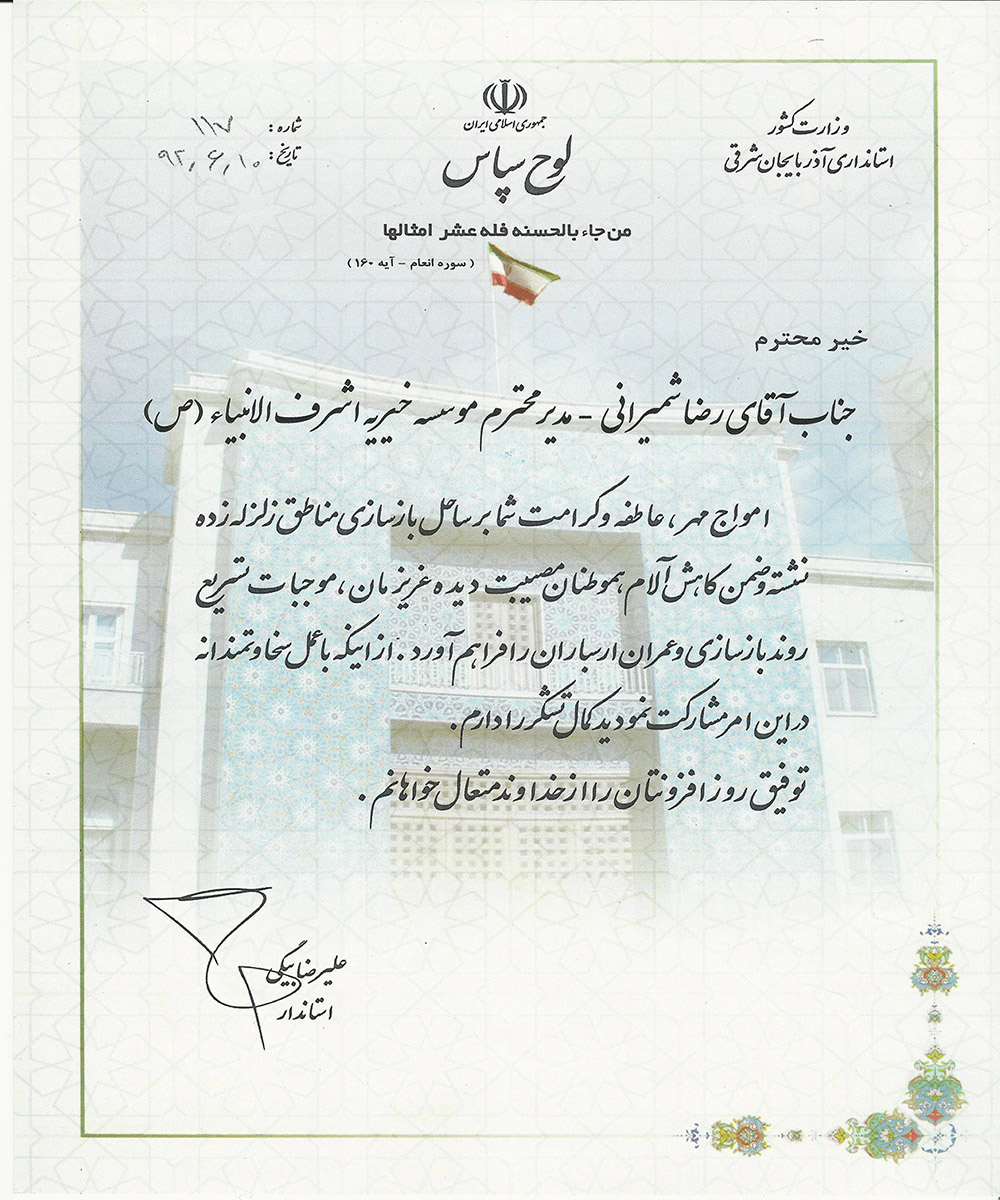 جمهوری اسلامی ایران
لوح سپاس
وزارت کشور
استانداری آذربایجان شرقی
شماره : ۱۱۷
تاریخ : ۹۲,۶,۱۰
من جاء بالحسنه فله عشر امثالها
( سوره انعام - آیه ۱۶۰ )
خیر محترم
جناب آقای رضا شمیرانی - مدیر محترم موسسه خیریه اشرف الانبیاء (ص)
امواج مهر، عاطفه و کرامت شما بر ساحل بازسازی مناطق زلزله زده
نشسته و ضمن کاهش آلام هموطنان مصیبت دیده عزیزمان ، موجبات تسریع
روند بازسازی و عمران ارسباران را فراهم آورد . از اینکه با عمل سخاوتمندانه
در این امر مشارکت نمودید کمال تشکر را دارم .
توفیق روز افزونتان را از خداوند متعال خواهانم .
علیرضا بیگی
استاندار